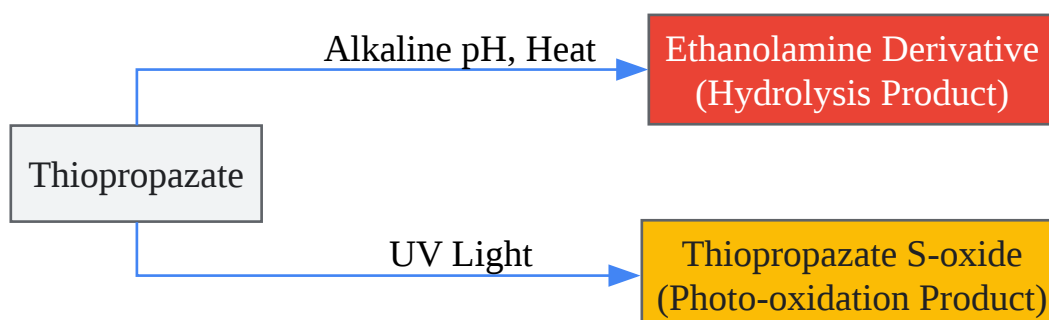 Alkaline pH, Heat
Ethanolamine Derivative
(Hydrolysis Product)
Thiopropazate
UV Light
Thiopropazate S-oxide
(Photo-oxidation Product)